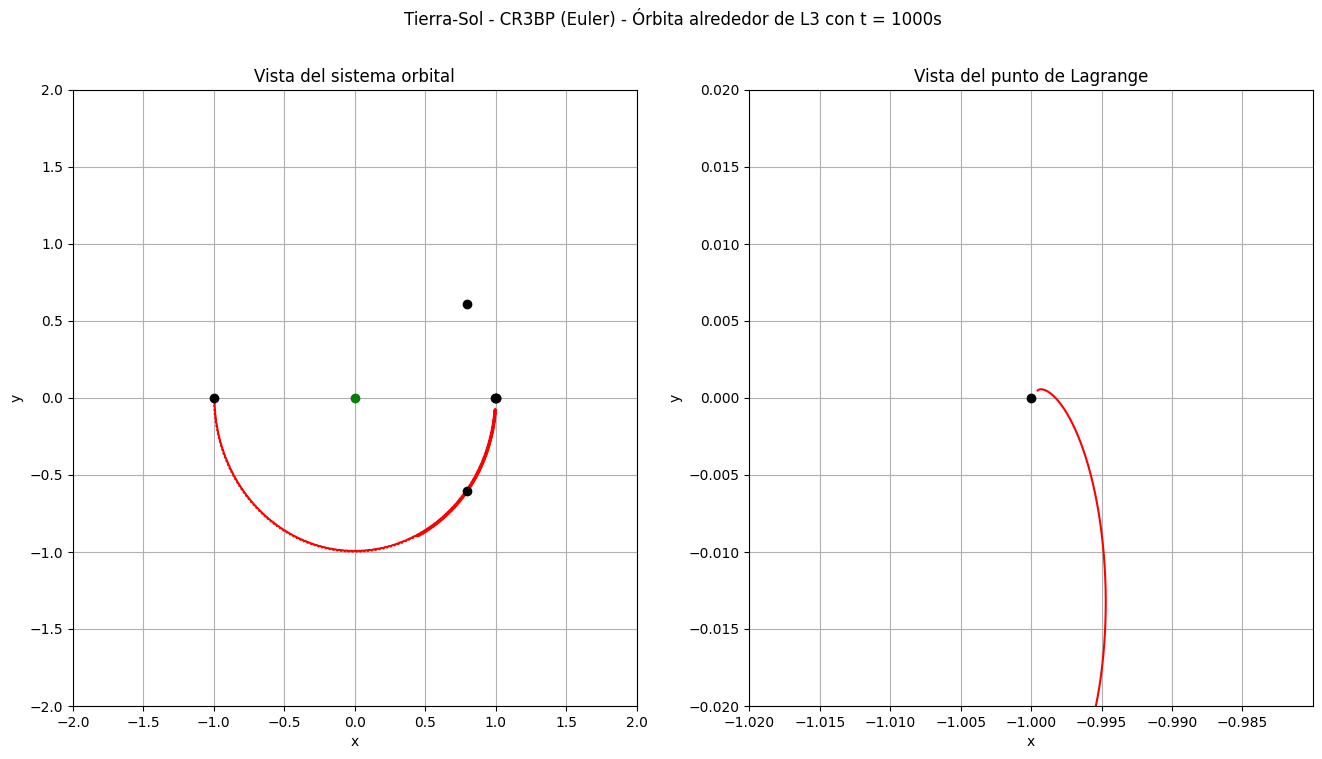 Tierra-Sol - CR3BP (Euler) - Órbita alrededor de L3 con t = 1000s
Vista del sistema orbital
2.0
1.5
1.0
0.5
0.0
−0.5
−1.0
−1.5
−2.0
y
−2.0 −1.5 −1.0 −0.5 0.0 0.5 1.0 1.5 2.0
x
Vista del punto de Lagrange
0.020
0.015
0.010
0.005
0.000
−0.005
−0.010
−0.015
−0.020
y
−1.020 −1.015 −1.010 −1.005 −1.000 −0.995 −0.990 −0.985
x